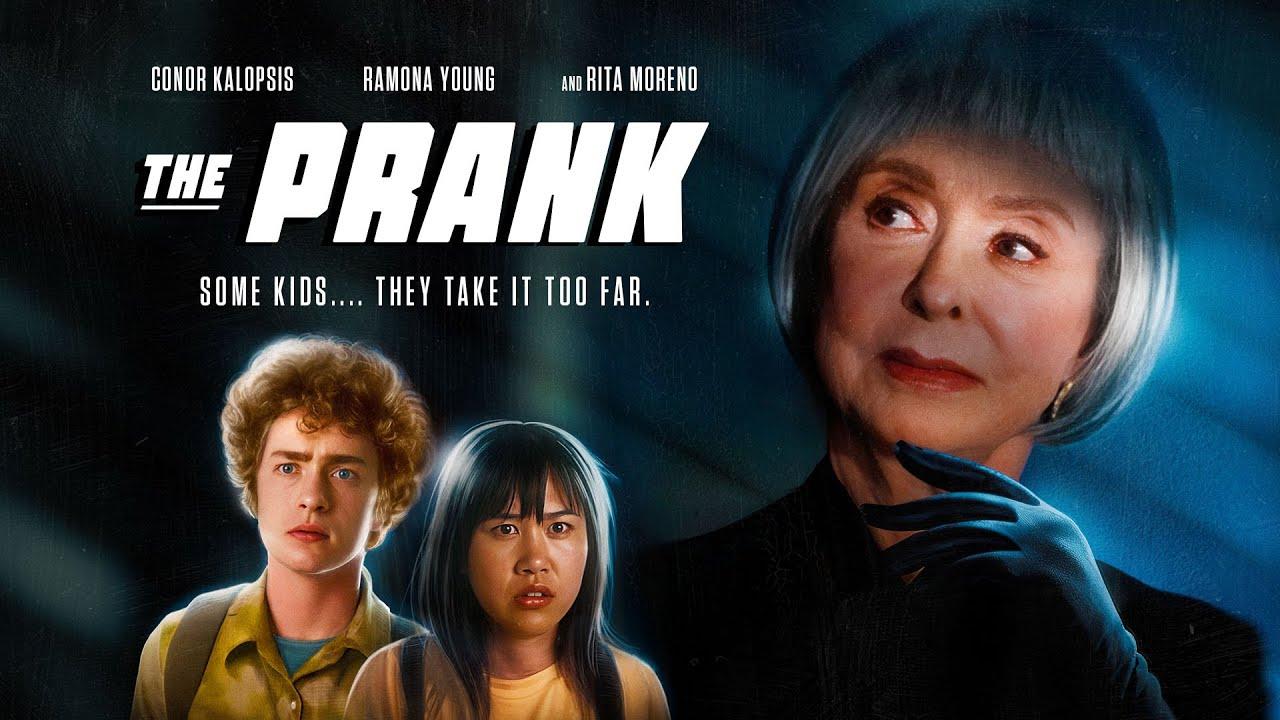 CONOR KALOPSIS RAMONA YOUNG AND RITA MORENO
THE PRANK
SOME KIDS.... THEY TAKE IT TOO FAR.